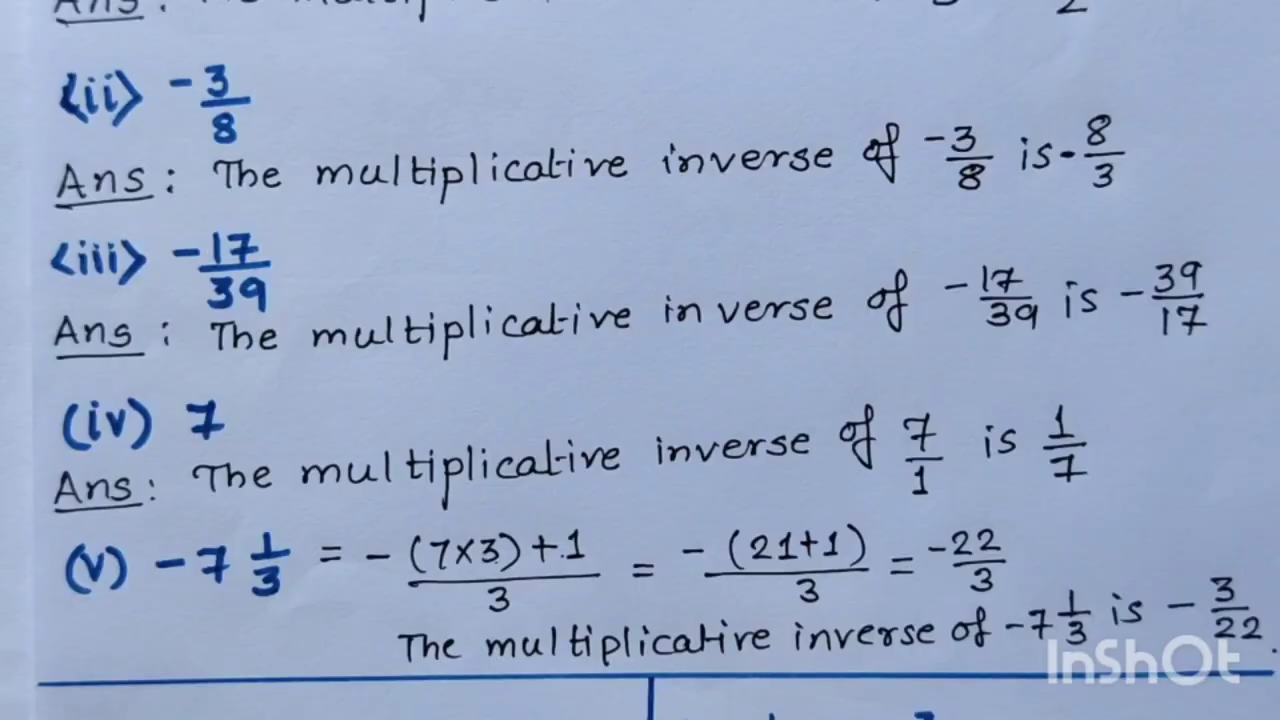 Ans: The
<ii> -3/8
Ans: The multiplicative inverse of -3/8 is -8/3
<iii> -17/39
Ans: The multiplicative inverse of -17/39 is -39/17
(iv) 7
Ans: The multiplicative inverse of 7/1 is 1/7
(v) -7 1/3 = -(7×3)+1/3 = -(21+1)/3 = -22/3
The multiplicative inverse of -7 1/3 is -3/22.
InShOt